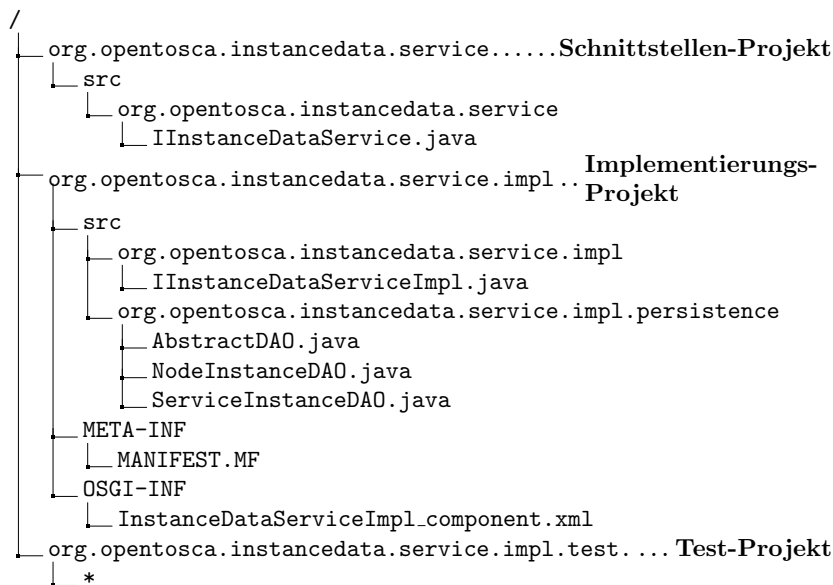 /
org.opentosca.instancedata.service......Schnittstellen-Projekt
src
org.opentosca.instancedata.service
IInstanceDataService.java
org.opentosca.instancedata.service.impl..Implementierungs-
Projekt
src
org.opentosca.instancedata.service.impl
IInstanceDataServiceImpl.java
org.opentosca.instancedata.service.impl.persistence
AbstractDAO.java
NodeInstanceDAO.java
ServiceInstanceDAO.java
META-INF
MANIFEST.MF
OSGI-INF
InstanceDataServiceImpl_component.xml
org.opentosca.instancedata.service.impl.test.....Test-Projekt
*